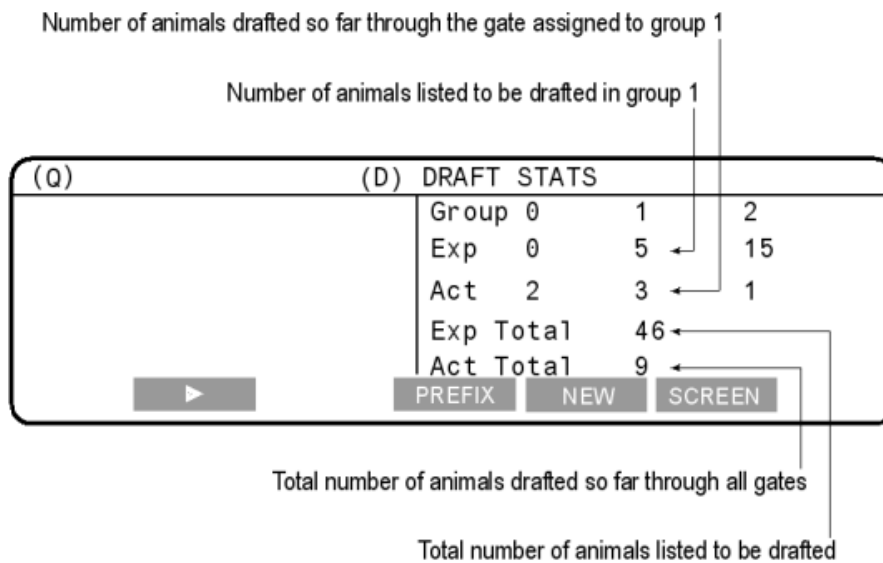 Number of animals drafted so far through the gate assigned to group 1
Number of animals listed to be drafted in group 1
(Q) (D) DRAFT STATS
Group 0 1 2
Exp 0 5 15
Act 2 3 1
Exp Total 46
Act Total 9
PREFIX NEW SCREEN
Total number of animals drafted so far through all gates
Total number of animals listed to be drafted